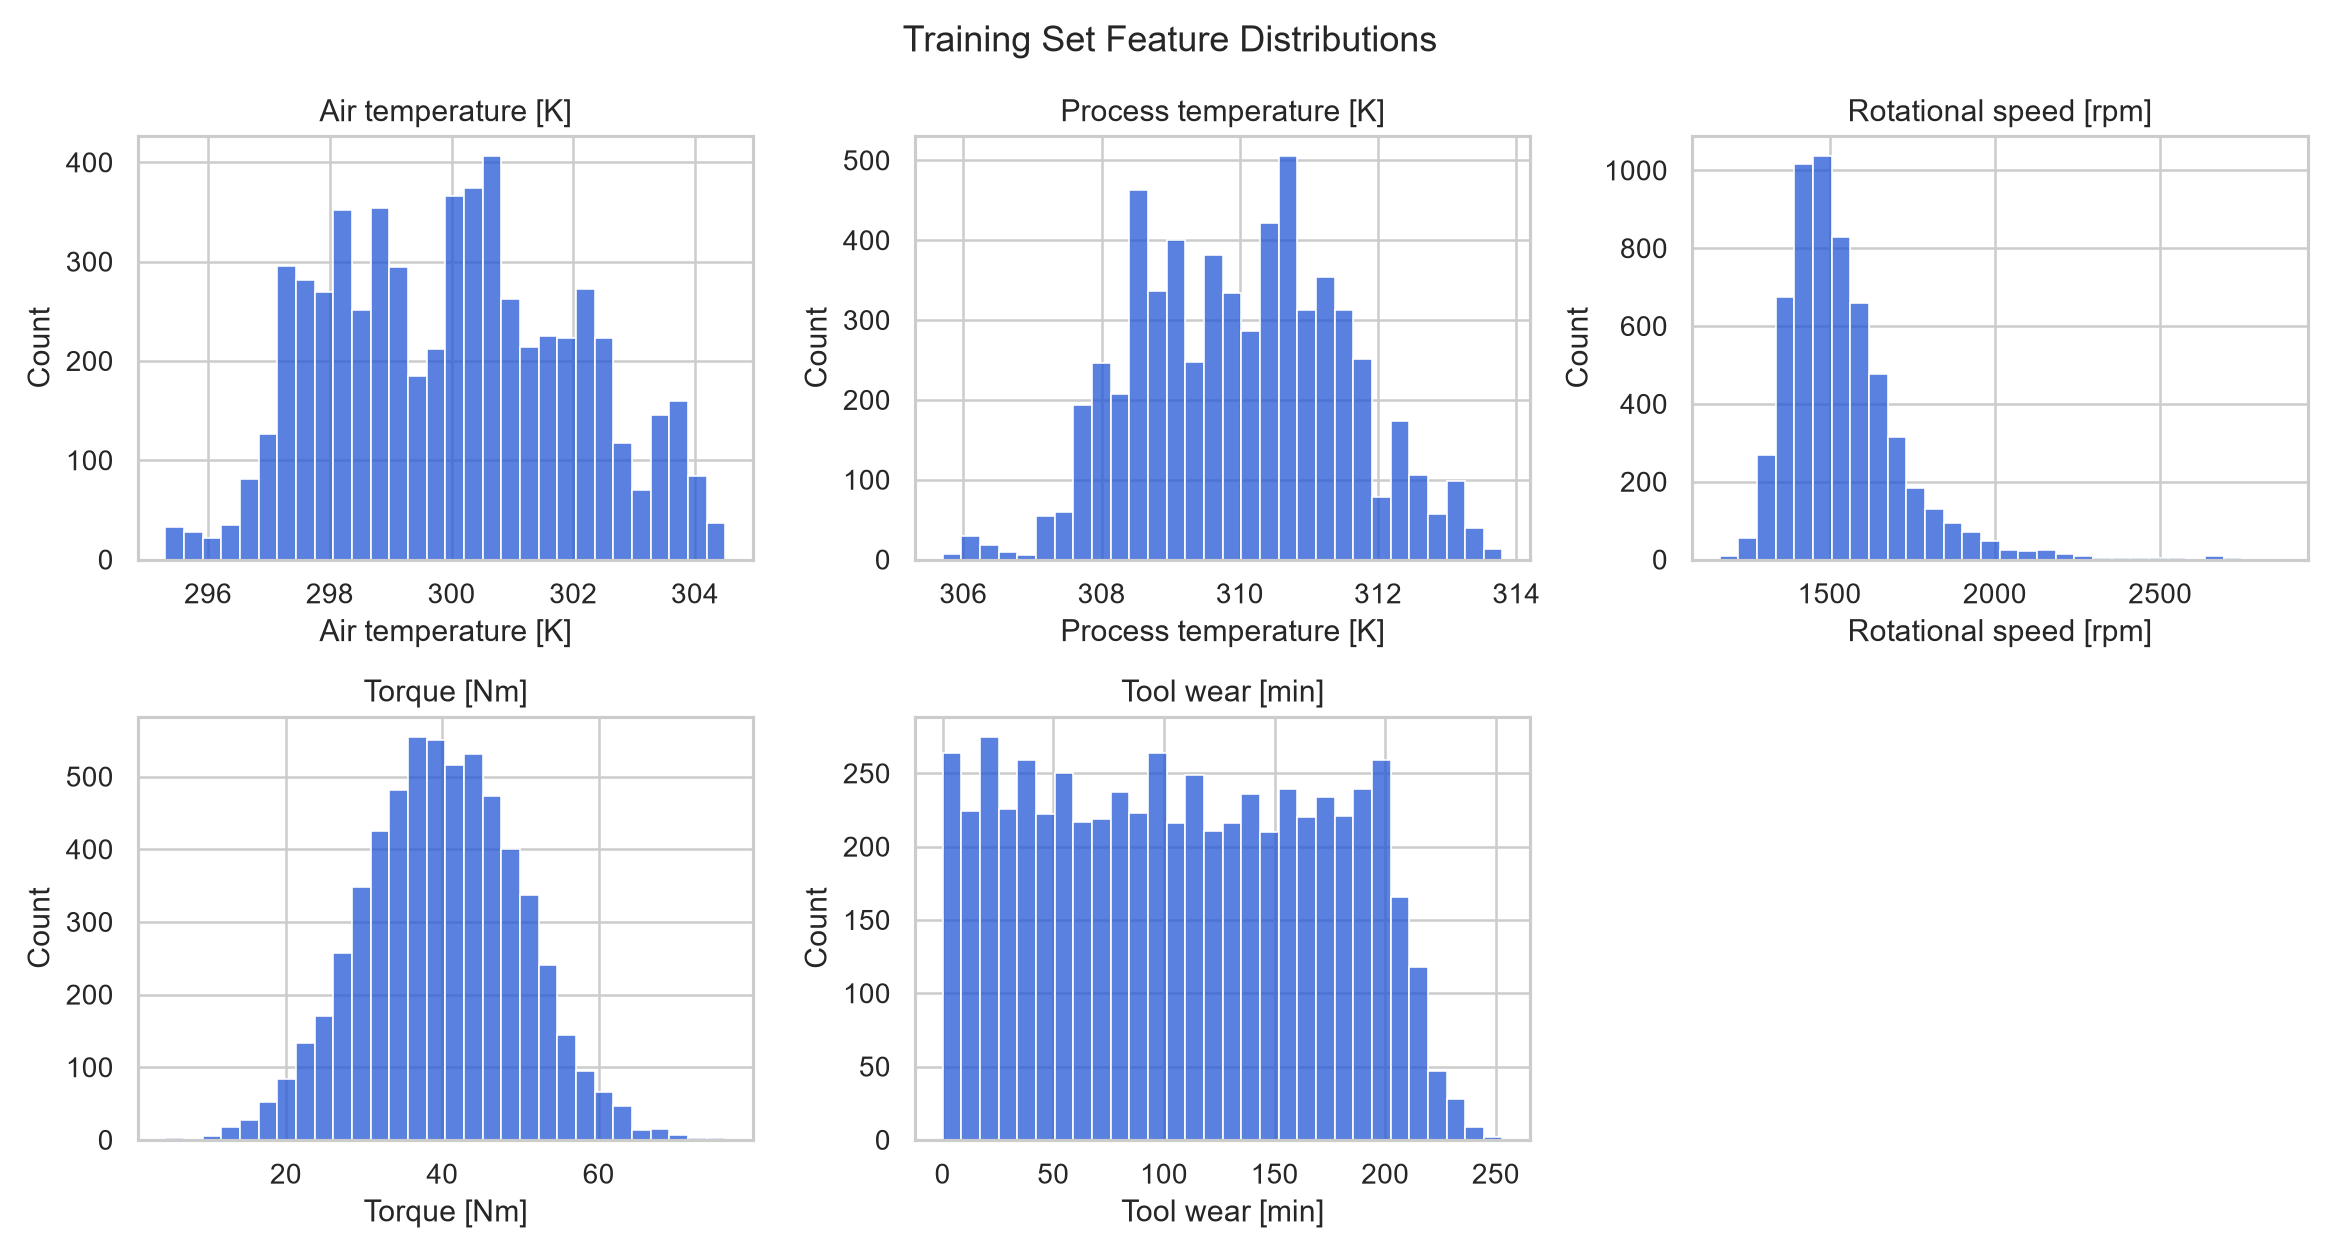 Training Set Feature Distributions
Air temperature [K]
Count
400
300
200
100
0
296 298 300 302 304
Air temperature [K]
Process temperature [K]
Count
500
400
300
200
100
0
306 308 310 312 314
Process temperature [K]
Rotational speed [rpm]
Count
1000
800
600
400
200
0
1500 2000 2500
Rotational speed [rpm]
Torque [Nm]
Count
500
400
300
200
100
0
20 40 60
Torque [Nm]
Tool wear [min]
Count
250
200
150
100
50
0
0 50 100 150 200 250
Tool wear [min]